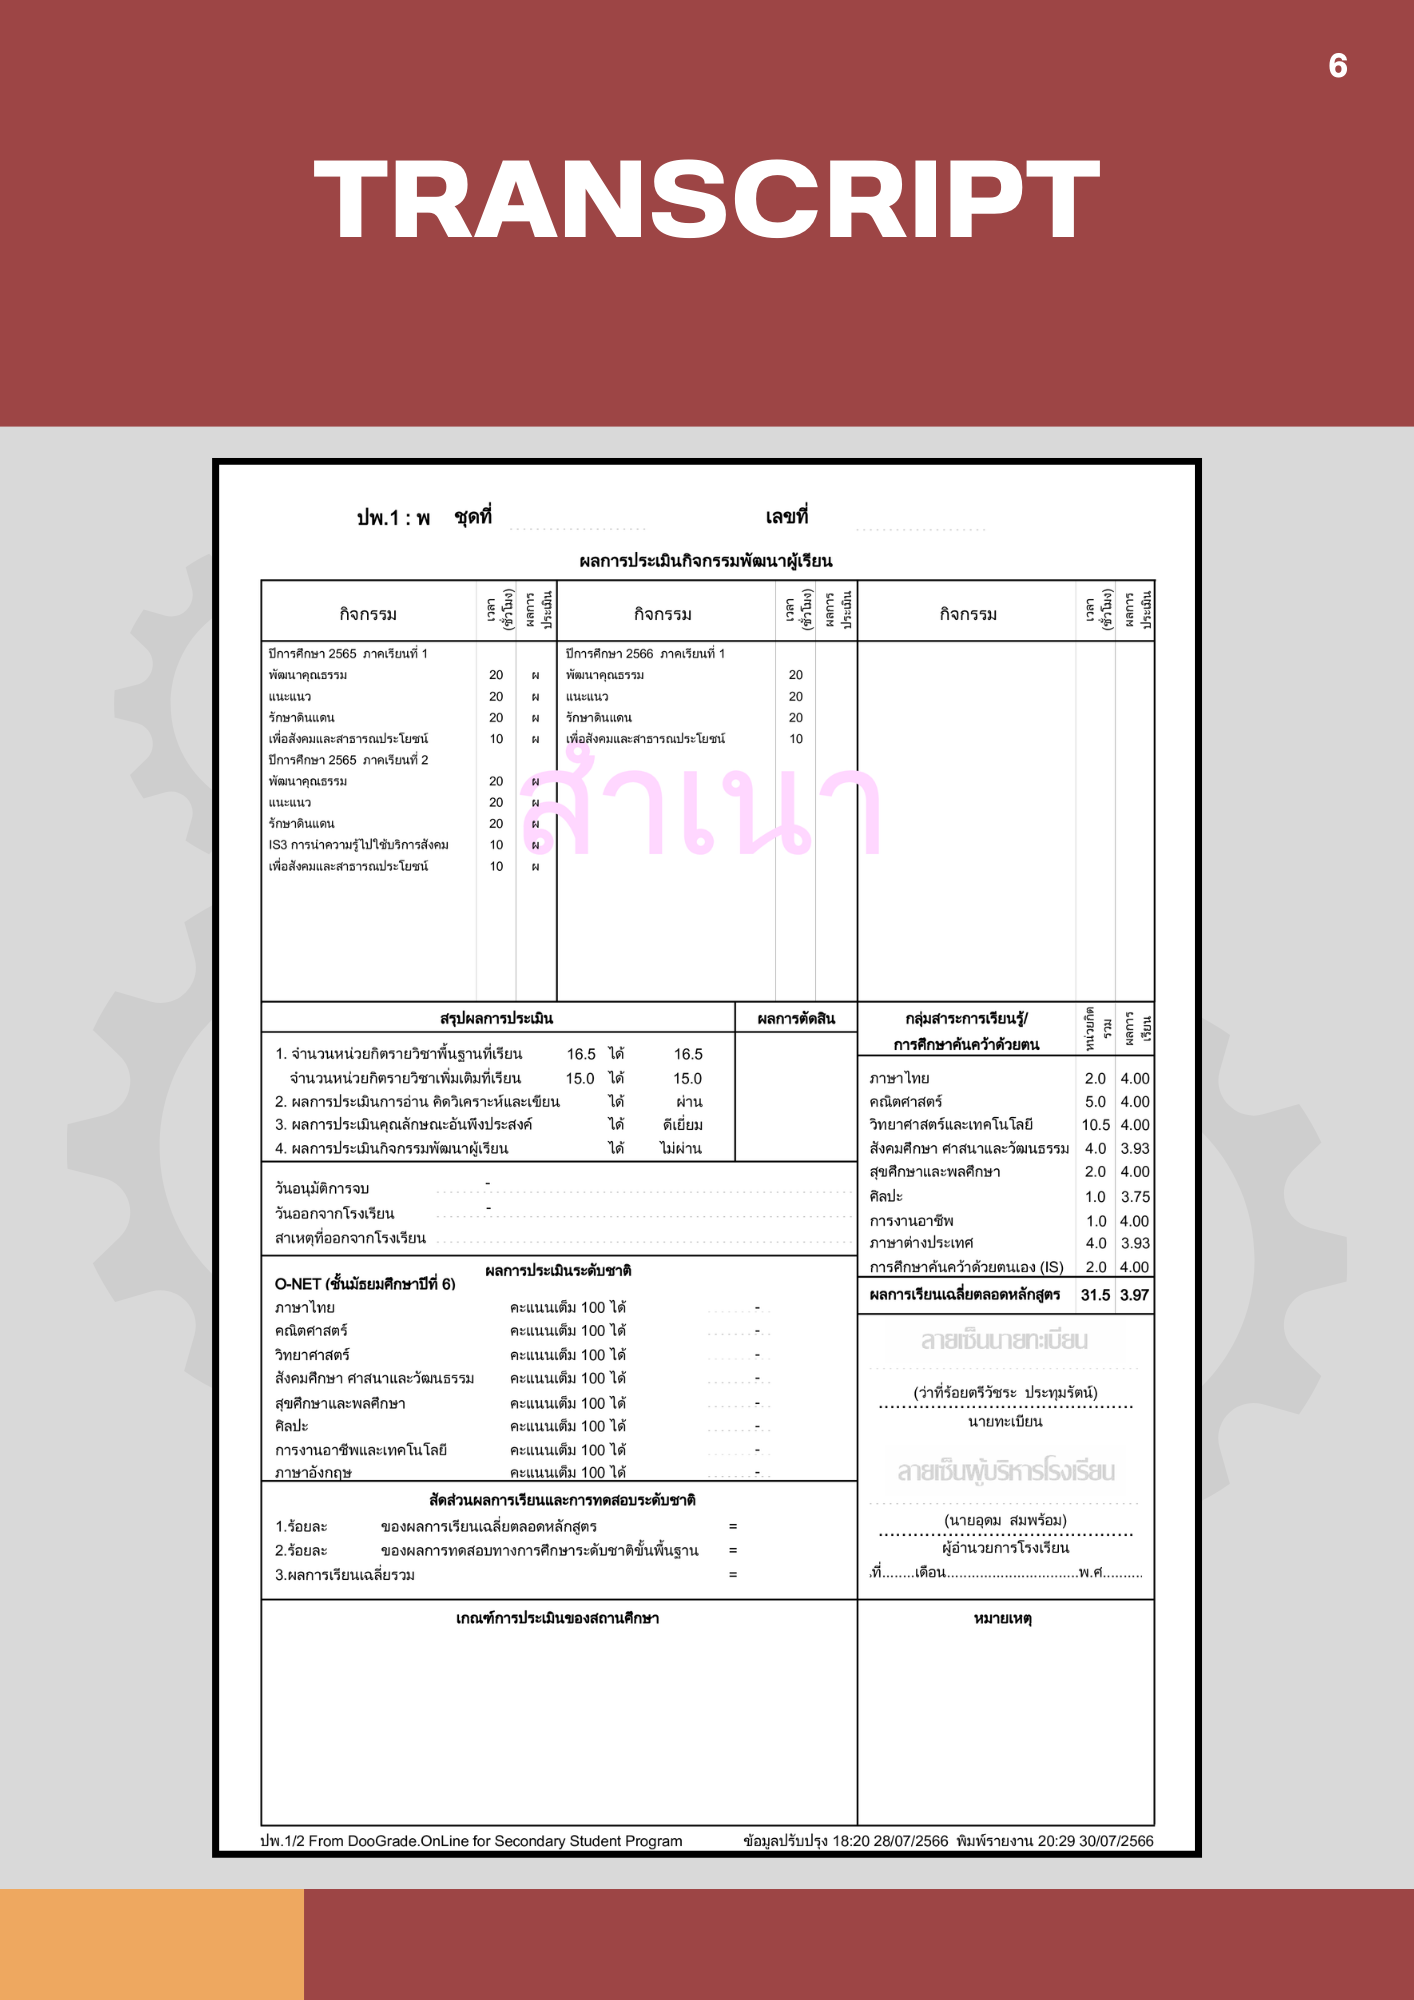 6
TRANSCRIPT
ปพ.1 : พ ชุดที่ เลขที่
ผลการประเมินกิจกรรมพัฒนาผู้เรียน
กิจกรรม เวลา (ชั่วโมง) ผลการประเมิน กิจกรรม เวลา (ชั่วโมง) ผลการประเมิน กิจกรรม เวลา (ชั่วโมง) ผลการประเมิน
ปีการศึกษา 2565 ภาคเรียนที่ 1 ปีการศึกษา 2566 ภาคเรียนที่ 1
พัฒนาคุณธรรม 20 ผ พัฒนาคุณธรรม 20
แนะแนว 20 ผ แนะแนว 20
รักษาดินแดน 20 ผ รักษาดินแดน 20
เพื่อสังคมและสาธารณประโยชน์ 10 ผ เพื่อสังคมและสาธารณประโยชน์ 10
ปีการศึกษา 2565 ภาคเรียนที่ 2
พัฒนาคุณธรรม 20 ผ
แนะแนว 20 ผ
รักษาดินแดน 20 ผ
IS3 การนำความรู้ไปใช้บริการสังคม 10 ผ
เพื่อสังคมและสาธารณประโยชน์ 10 ผ
สำเนา
สรุปผลการประเมิน ผลการตัดสิน
1. จำนวนหน่วยกิตรายวิชาพื้นฐานที่เรียน 16.5 ได้ 16.5
จำนวนหน่วยกิตรายวิชาเพิ่มเติมที่เรียน 15.0 ได้ 15.0
2. ผลการประเมินการอ่าน คิดวิเคราะห์และเขียน ได้ ผ่าน
3. ผลการประเมินคุณลักษณะอันพึงประสงค์ ได้ ดีเยี่ยม
4. ผลการประเมินกิจกรรมพัฒนาผู้เรียน ได้ ไม่ผ่าน
วันอนุมัติการจบ -
วันออกจากโรงเรียน -
สาเหตุที่ออกจากโรงเรียน
ผลการประเมินระดับชาติ
O-NET (ชั้นมัธยมศึกษาปีที่ 6)
ภาษาไทย คะแนนเต็ม 100 ได้ -
คณิตศาสตร์ คะแนนเต็ม 100 ได้ -
วิทยาศาสตร์ คะแนนเต็ม 100 ได้ -
สังคมศึกษา ศาสนาและวัฒนธรรม คะแนนเต็ม 100 ได้ -
สุขศึกษาและพลศึกษา คะแนนเต็ม 100 ได้ -
ศิลปะ คะแนนเต็ม 100 ได้ -
การงานอาชีพและเทคโนโลยี คะแนนเต็ม 100 ได้ -
ภาษาอังกฤษ คะแนนเต็ม 100 ได้ -
สัดส่วนผลการเรียนและการทดสอบระดับชาติ
1.ร้อยละ ของผลการเรียนเฉลี่ยตลอดหลักสูตร =
2.ร้อยละ ของผลการทดสอบทางการศึกษาระดับชาติขั้นพื้นฐาน =
3.ผลการเรียนเฉลี่ยรวม =
กลุ่มสาระการเรียนรู้/ หน่วยกิตรวม ผลการเรียน
การศึกษาค้นคว้าด้วยตน
ภาษาไทย 2.0 4.00
คณิตศาสตร์ 5.0 4.00
วิทยาศาสตร์และเทคโนโลยี 10.5 4.00
สังคมศึกษา ศาสนาและวัฒนธรรม 4.0 3.93
สุขศึกษาและพลศึกษา 2.0 4.00
ศิลปะ 1.0 3.75
การงานอาชีพ 1.0 4.00
ภาษาต่างประเทศ 4.0 3.93
การศึกษาค้นคว้าด้วยตนเอง (IS) 2.0 4.00
ผลการเรียนเฉลี่ยตลอดหลักสูตร 31.5 3.97
ลายเซ็นนายทะเบียน
(ว่าที่ร้อยตรีวัชระ ประทุมรัตน์)
นายทะเบียน
ลายเซ็นผู้บริหารโรงเรียน
(นายอุดม สมพร้อม)
ผู้อำนวยการโรงเรียน
ที่........เดือน................................พ.ศ..........
เกณฑ์การประเมินของสถานศึกษา หมายเหตุ
ปพ.1/2 From DooGrade.OnLine for Secondary Student Program ข้อมูลปรับปรุง 18:20 28/07/2566 พิมพ์รายงาน 20:29 30/07/2566